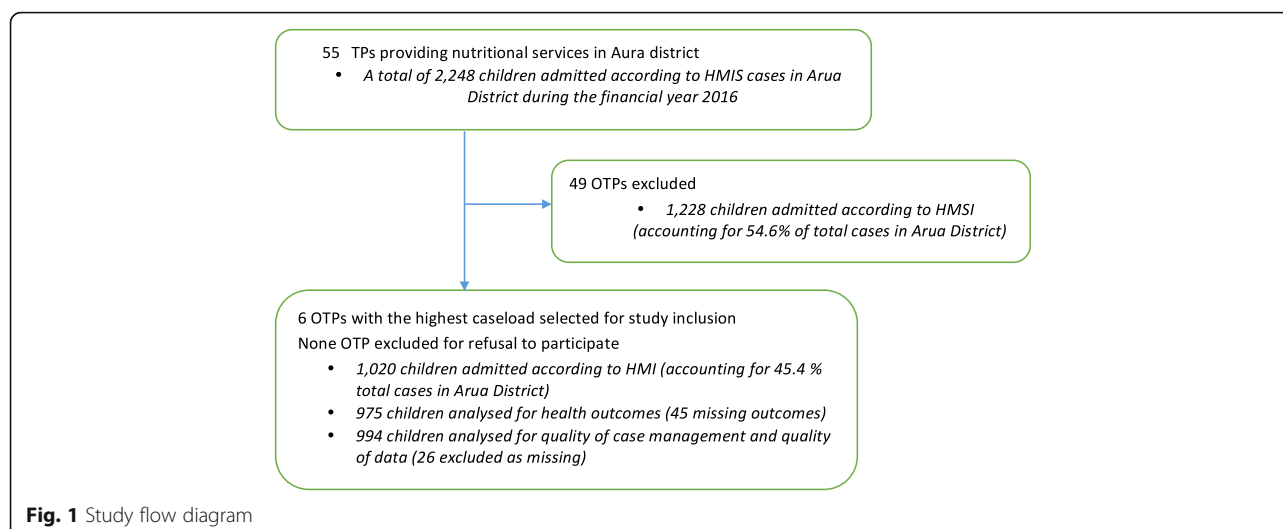 55 TPs providing nutritional services in Aura district
• A total of 2,248 children admitted according to HMIS cases in Arua
District during the financial year 2016
49 OTPs excluded
• 1,228 children admitted according to HMSI
(accounting for 54.6% of total cases in Arua District)
6 OTPs with the highest caseload selected for study inclusion
None OTP excluded for refusal to participate
• 1,020 children admitted according to HMI (accounting for 45.4 %
total cases in Arua District)
• 975 children analysed for health outcomes (45 missing outcomes)
• 994 children analysed for quality of case management and quality
of data (26 excluded as missing)
Fig. 1 Study flow diagram